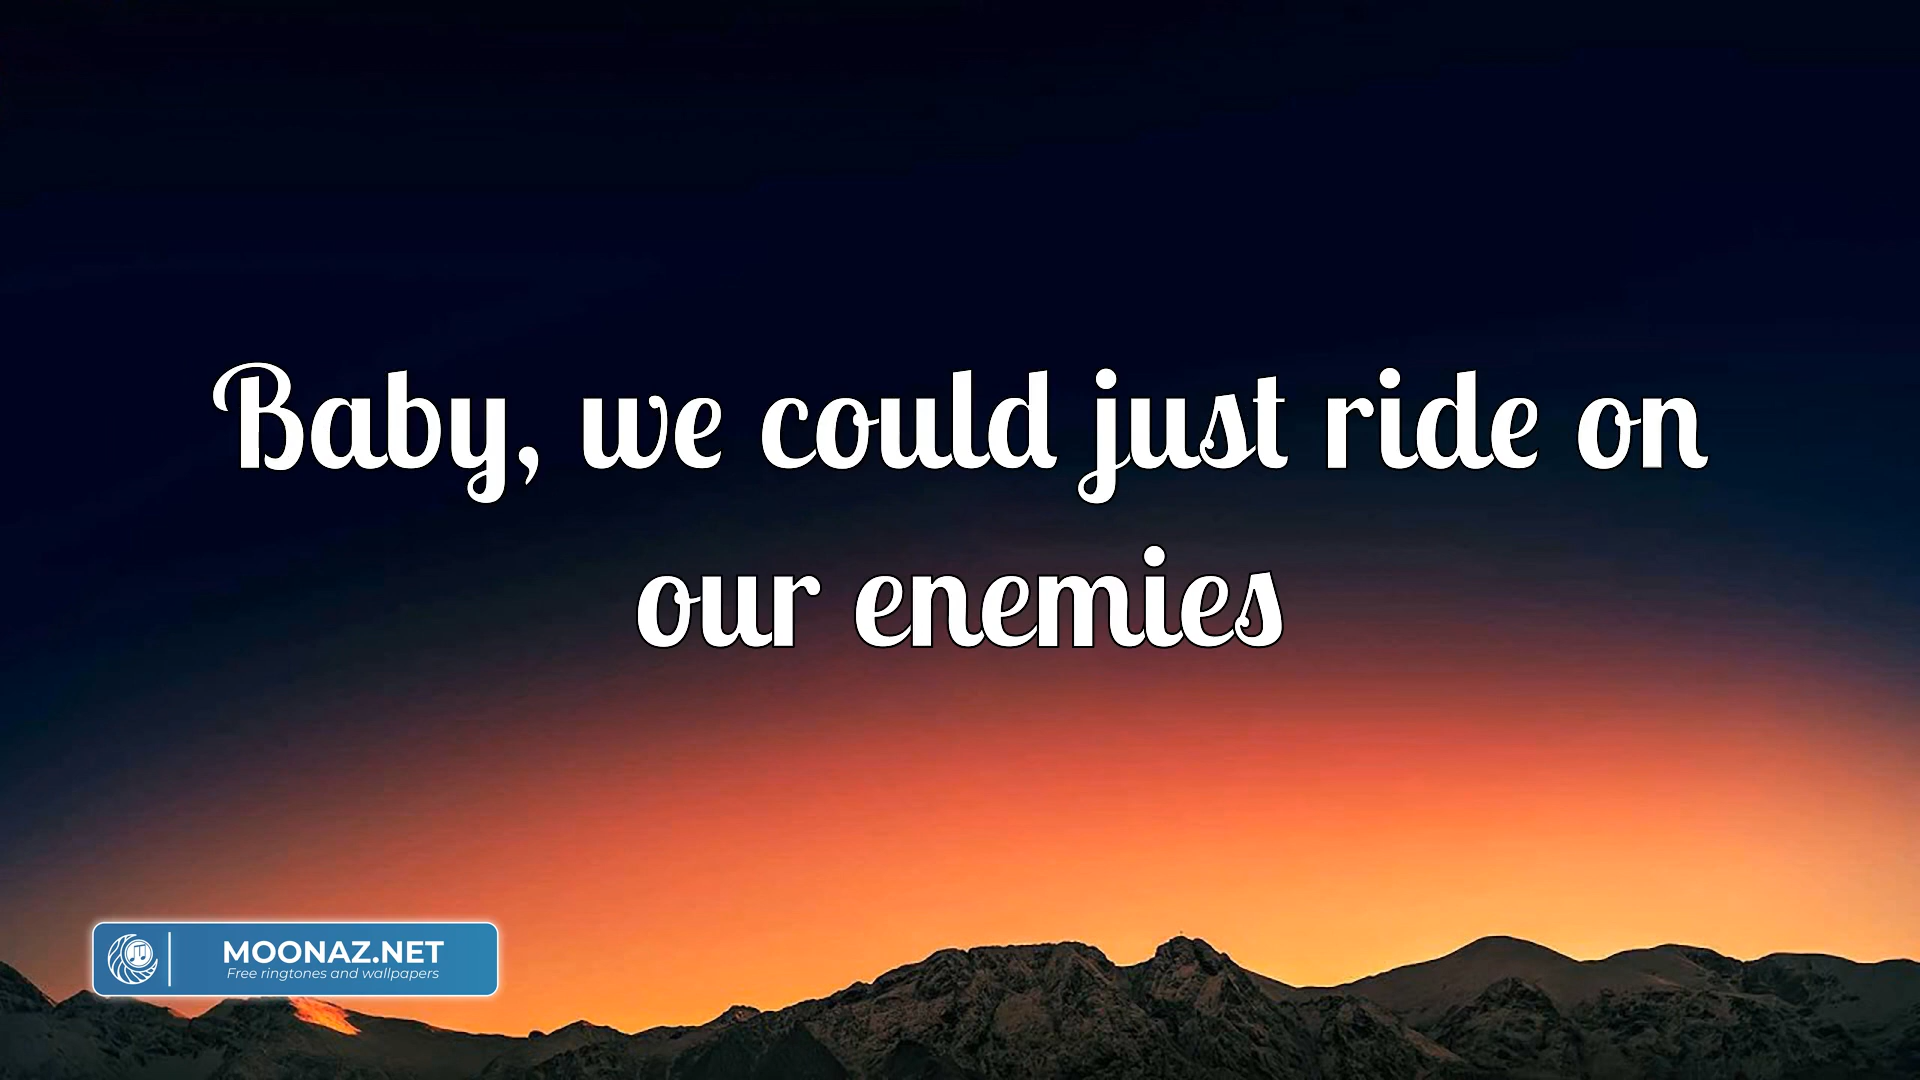 Baby, we could just ride on
our enemies
MOONAZ.NET
Free ringtones and wallpapers